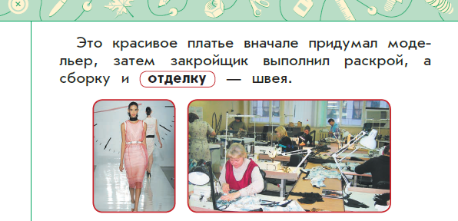 Это красивое платье вначале придумал моде-
льер, затем закройщик выполнил раскрой, а
сборку и отделку — швея.